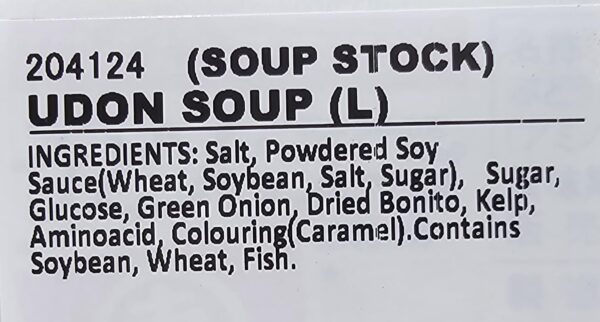 204124 (SOUP STOCK)
UDON SOUP (L)
INGREDIENTS: Salt, Powdered Soy
Sauce(Wheat, Soybean, Salt, Sugar), Sugar,
Glucose, Green Onion, Dried Bonito, Kelp,
Aminoacid, Colouring(Caramel).Contains
Soybean, Wheat, Fish.